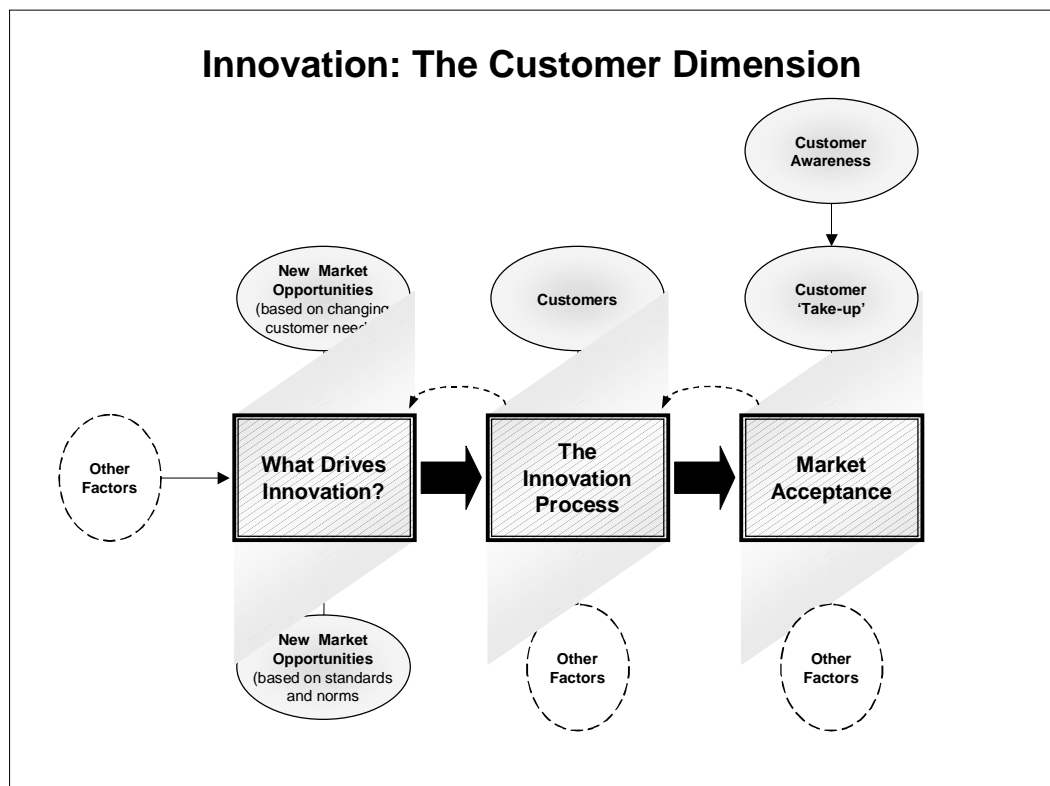 Innovation: The Customer Dimension
Customer
Awareness
New Market
Opportunities
(based on changing
customer need
Customers
Customer
‘Take-up’
Other
Factors
What Drives
Innovation?
The
Innovation
Process
Market
Acceptance
New Market
Opportunities
(based on standards
and norms
Other
Factors
Other
Factors